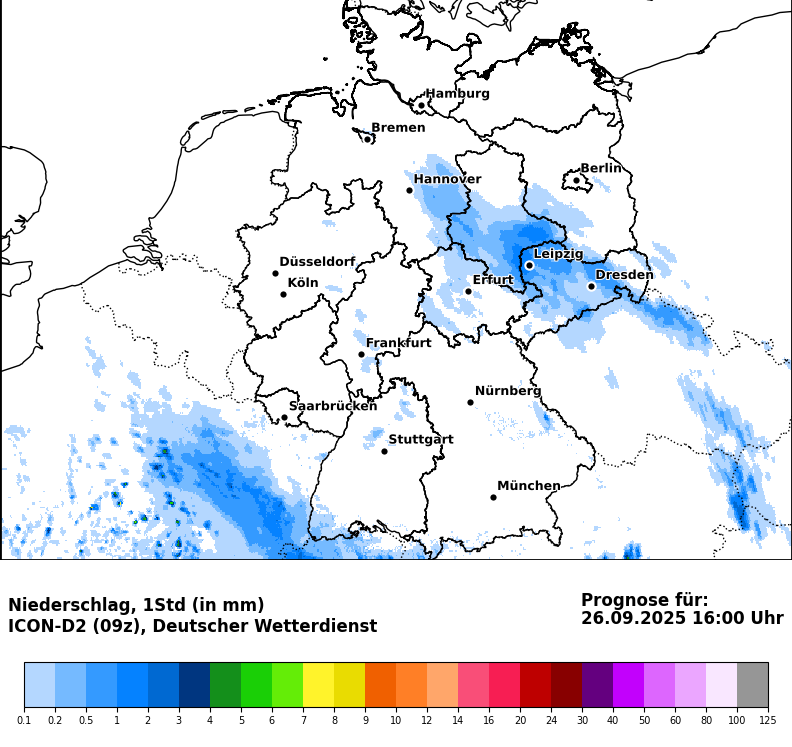 Hamburg
Bremen
Berlin
Hannover
Leipzig
Düsseldorf
Dresden
Köln
Erfurt
Frankfurt
Nürnberg
Saarbrücken
Stuttgart
München
Niederschlag, 1Std (in mm)
ICON-D2 (09z), Deutscher Wetterdienst
Prognose für:
26.09.2025 16:00 Uhr
0.1 0.2 0.5 1 2 3 4 5 6 7 8 9 10 12 14 16 20 24 30 40 50 60 80 100 125